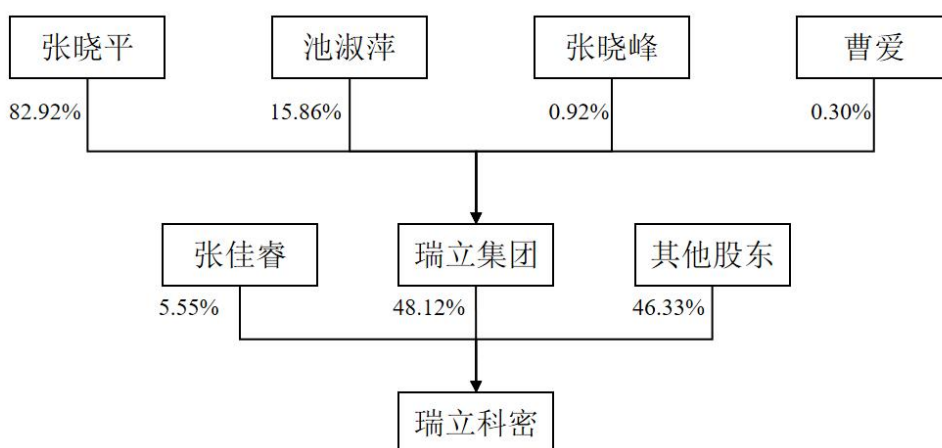 张晓平
池淑萍
张晓峰
曹爱
82.92%
15.86%
0.92%
0.30%
张佳睿
瑞立集团
其他股东
5.55%
48.12%
46.33%
瑞立科密